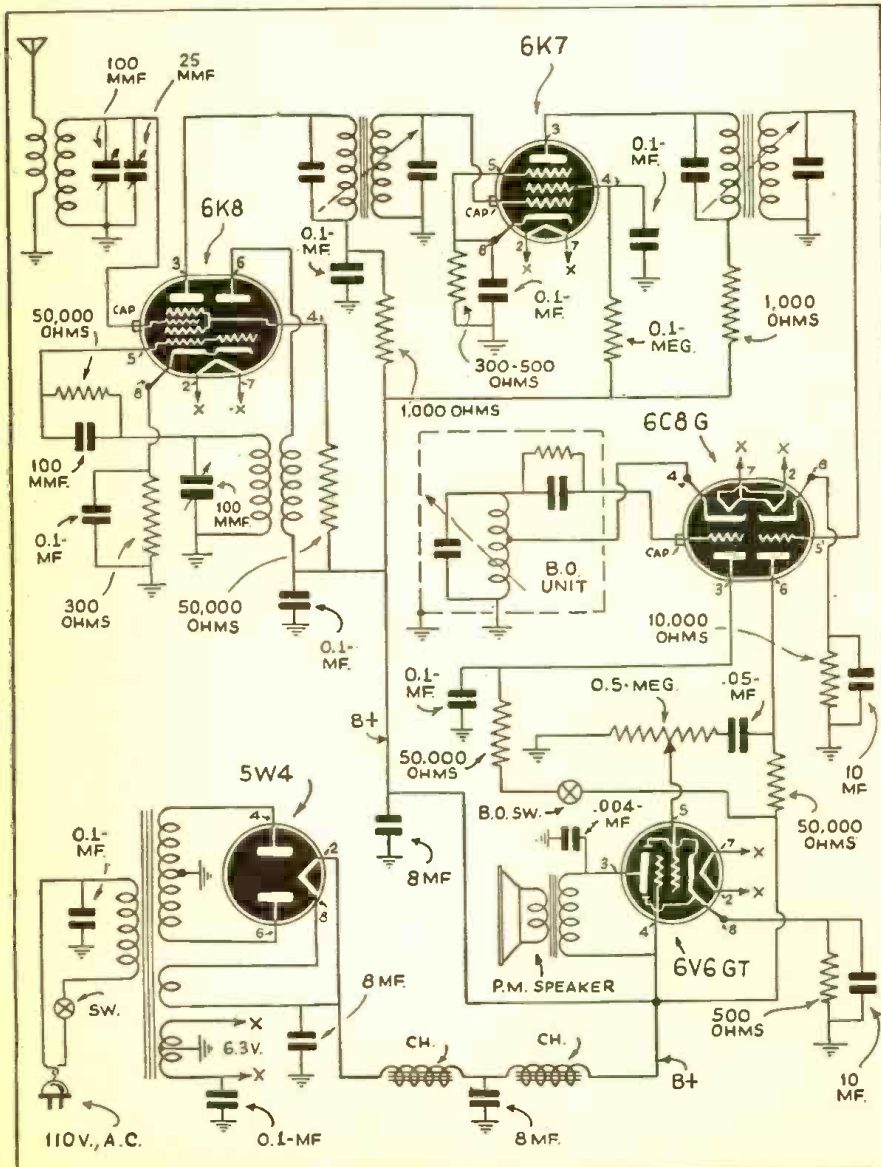 6K7
100
MMF
25
MMF
3
5
4
CAP
0.1-
MF.
6K8
3
6
0.1-
MF.
8
2
7
X
X
50,000
OHMS
CAP
4
5
0.1-
MF.
0.1-
MEG.
1,000
OHMS
8
2
7
X
X
300-500
OHMS
1,000 OHMS
6C8G
X
X
7
2
8
4
100
MMF.
100
MMF.
0.1-
MF
CAP
5
B.O.
UNIT
3
6
300
OHMS
50,000
OHMS
10,000
OHMS
0.1-
MF.
0.1-
MF.
0.5-MEG.
.05-
MF
B+
50,000
OHMS
10
MF.
5W4
B.O. SW.
.004-
MF
5
50,000
OHMS
4
2
0.1-
MF.
8 MF
3
7
X
2
X
8
6
8
4
6V6 GT
P.M. SPEAKER
8 MF.
SW.
X
6.3V.
X
500
OHMS
CH.
CH.
B+
10
MF.
110 V., A.C.
0.1-MF
8 MF.